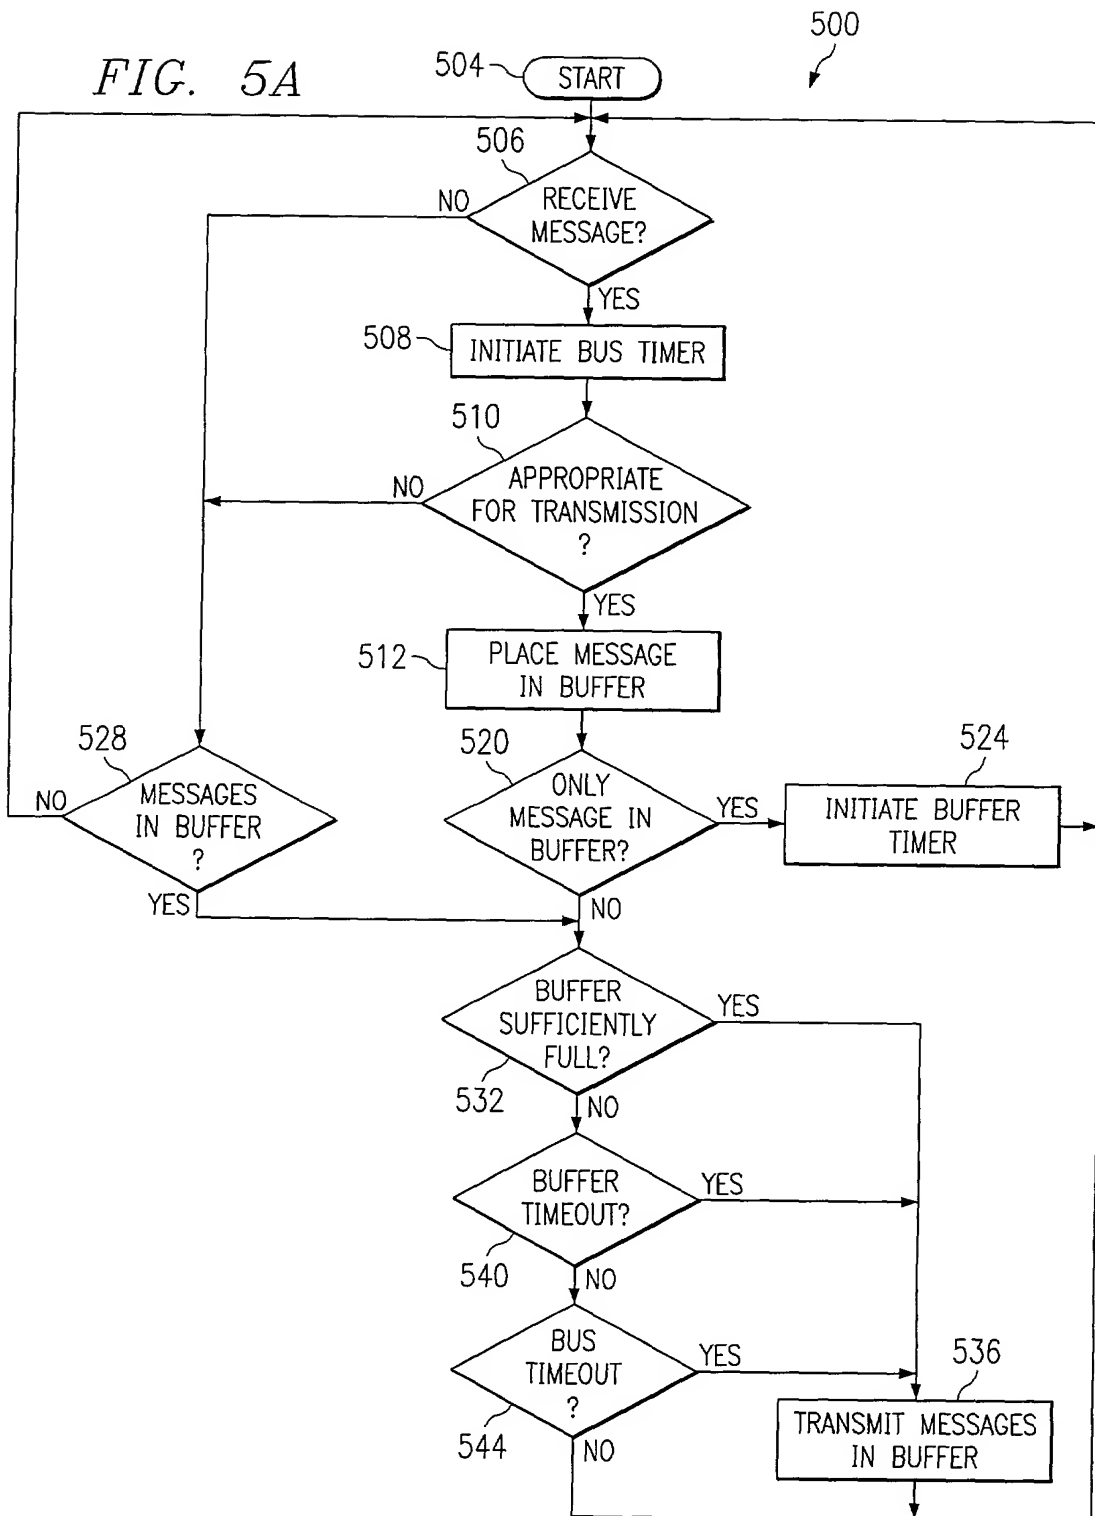 500
FIG. 5A
504
START
506
NO
RECEIVE
MESSAGE?
YES
508
INITIATE BUS TIMER
510
NO
APPROPRIATE
FOR TRANSMISSION
?
YES
512
PLACE MESSAGE
IN BUFFER
528
NO
MESSAGES
IN BUFFER
?
YES
520
ONLY
MESSAGE IN
BUFFER?
YES
NO
524
INITIATE BUFFER
TIMER
BUFFER
SUFFICIENTLY
FULL?
YES
532
NO
BUFFER
TIMEOUT?
YES
540
NO
BUS
TIMEOUT
?
YES
544
NO
536
TRANSMIT MESSAGES
IN BUFFER